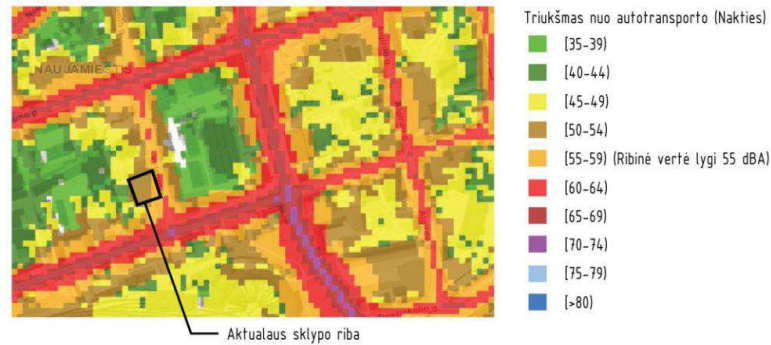 Triukšmas nuo autotransporto (Nakties)
[35-39)
[40-44)
NAUJAMIESTIS
[45-49)
[50-54)
[55-59) (Ribinė vertė lygi 55 dBA)
[60-64)
[65-69)
[70-74)
[75-79)
[>80)
Aktualaus sklypo riba